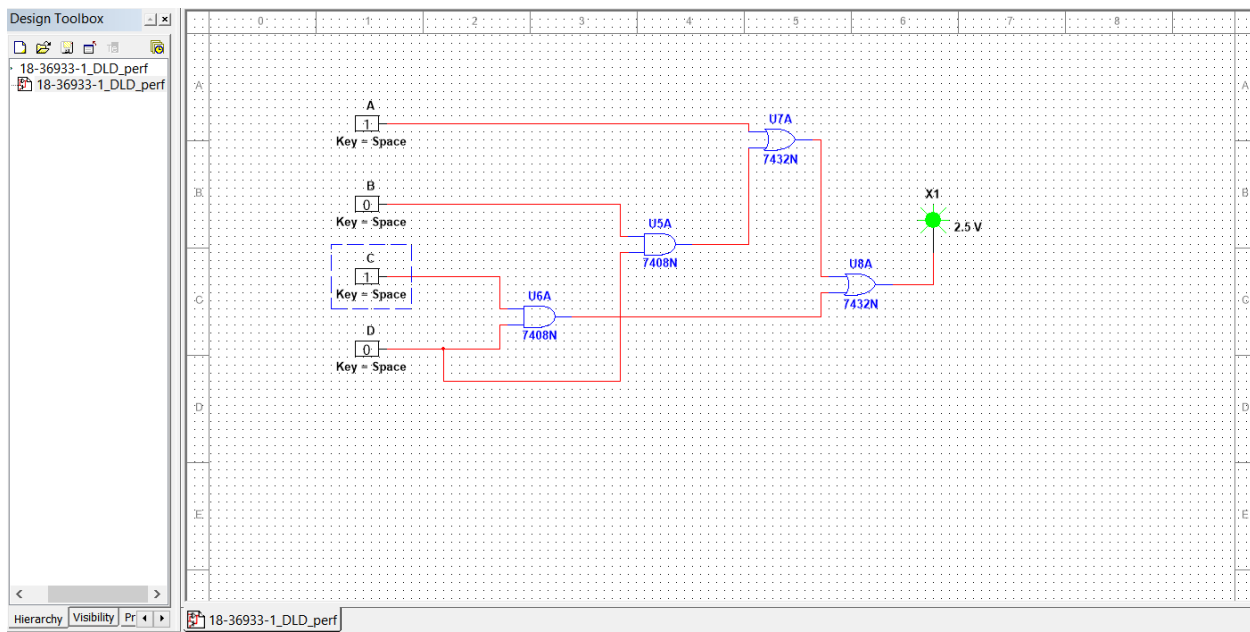 Design Toolbox
18-36933-1_DLD_perf
18-36933-1_DLD_perf
Hierarchy Visibility Pr
0 1 2 3 4 5 6 7 8
A A
B B
C C
D D
E E
A
1
Key = Space
B
0
Key = Space
C
1
Key = Space
D
0
Key = Space
U7A
7432N
U5A
7408N
U6A
7408N
U8A
7432N
X1
2.5 V
18-36933-1_DLD_perf